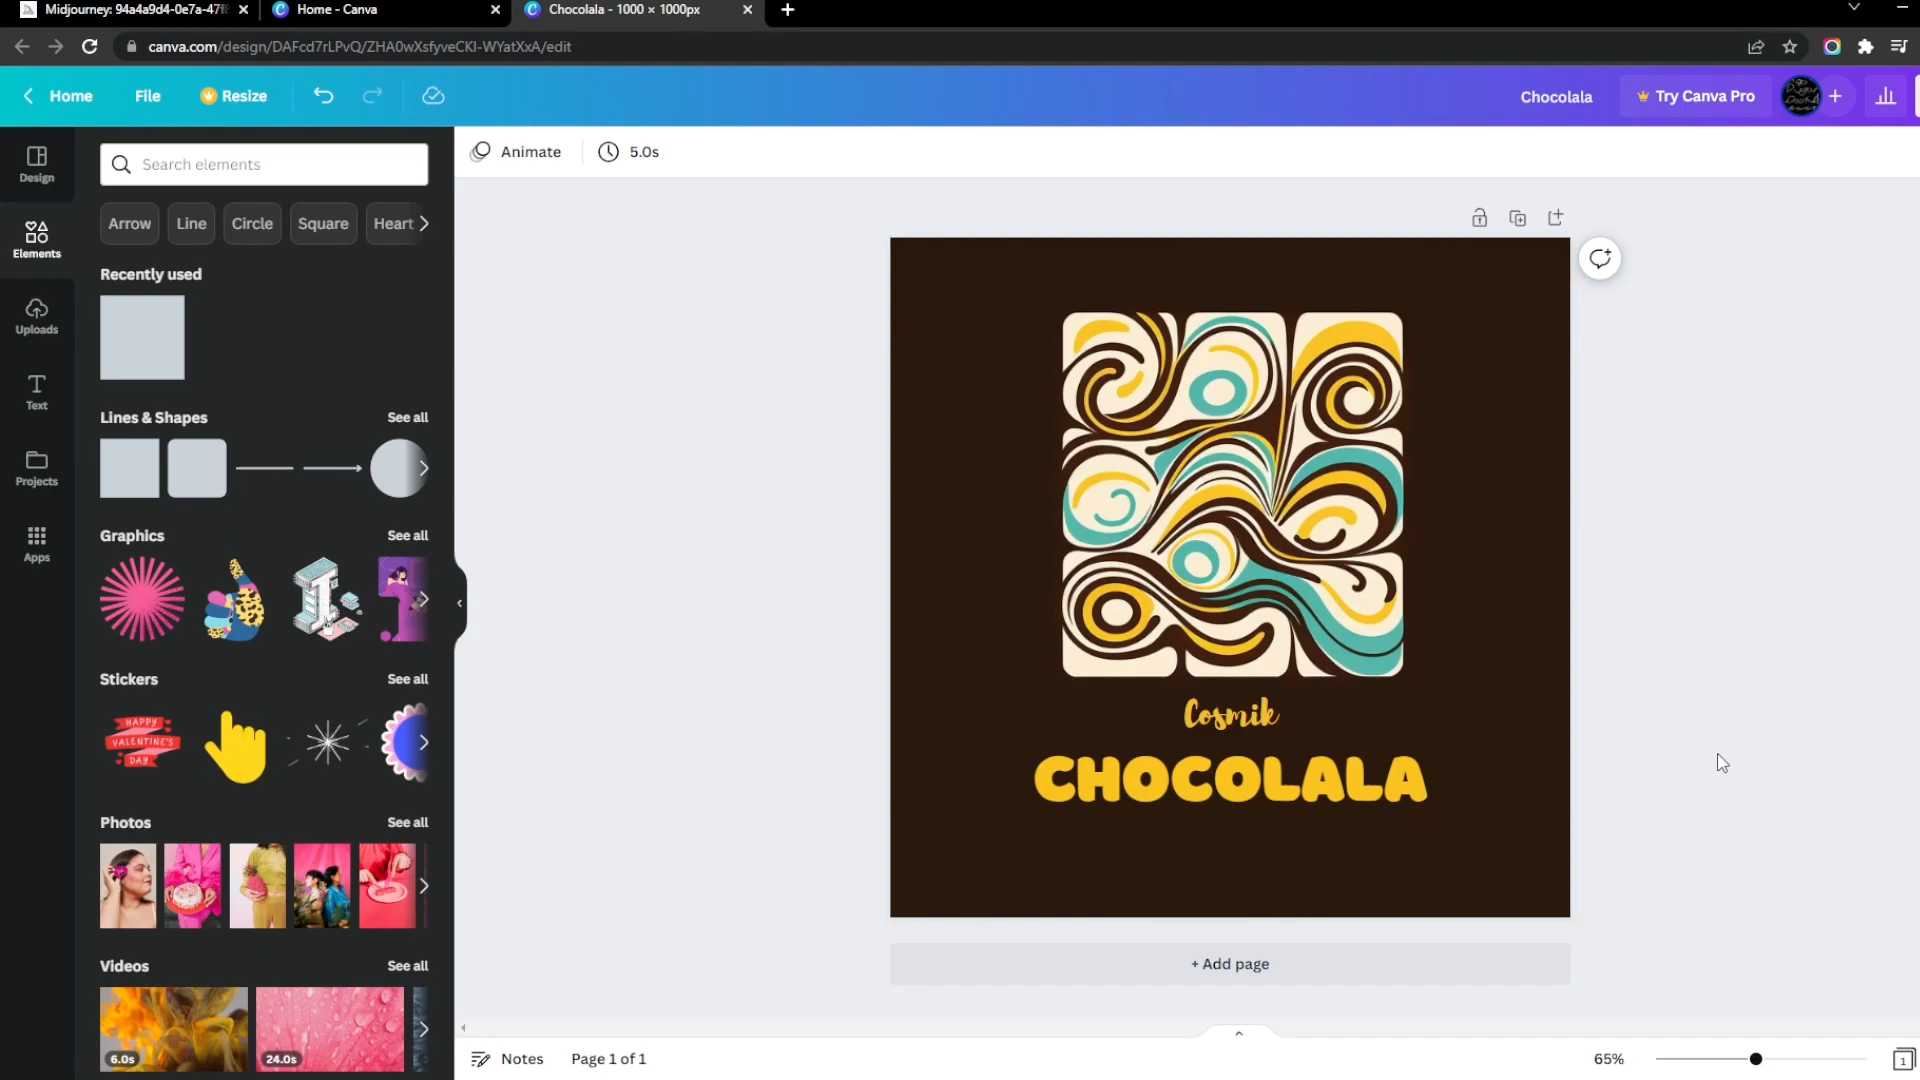 Midjourney: 94a4a9d4-0e7a-47f8
Home - Canva
Chocolala - 1000 × 1000px
canva.com/design/DAFcd7rLPvQ/ZHA0wXsfyveCKI-WYatXxA/edit
Home
File
Resize
Chocolala
Try Canva Pro
Design
Elements
Uploads
Text
Projects
Apps
Search elements
Arrow
Line
Circle
Square
Heart
Recently used
Lines & Shapes
See all
Graphics
See all
Stickers
See all
HAPPY
VALENTINE'S
DAY
Photos
See all
Videos
See all
6.0s
24.0s
Animate
5.0s
Cosmik
CHOCOLALA
+ Add page
Notes
Page 1 of 1
65%
1